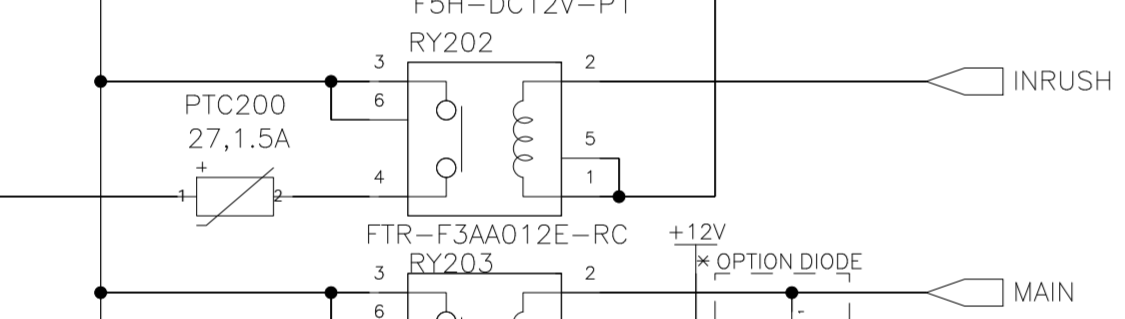 F5H-DC12V-P1
RY202
3
2
INRUSH
PTC200
6
27,1.5A
5
+
4
1
1
2
FTR-F3AA012E-RC
+12V
RY203
* OPTION DIODE
3
2
MAIN
6